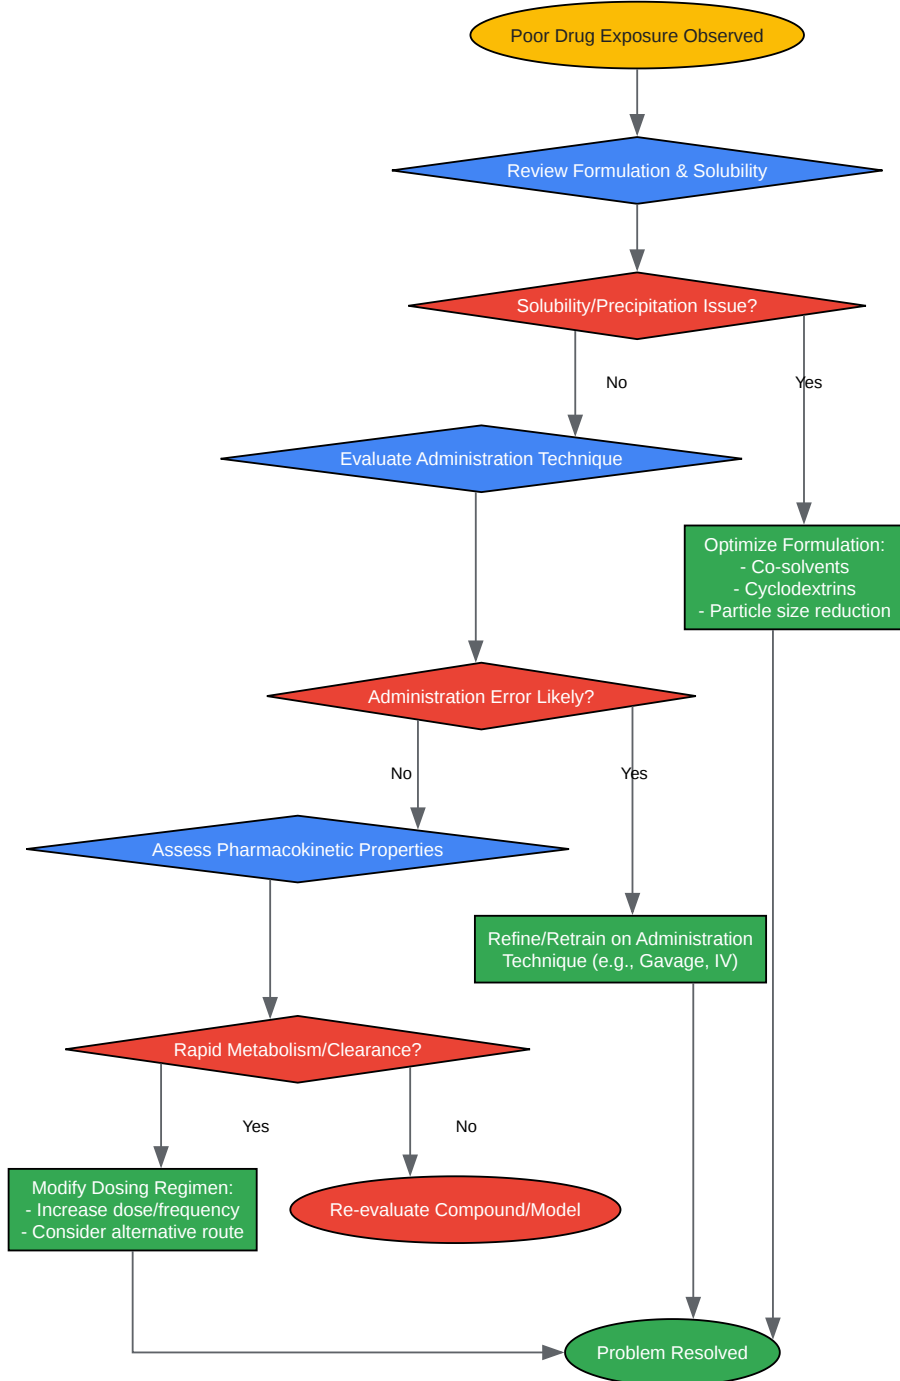 Poor Drug Exposure Observed
Review Formulation & Solubility
Solubility/Precipitation Issue?
No
Yes
Evaluate Administration Technique
Optimize Formulation:
- Co-solvents
- Cyclodextrins
- Particle size reduction
Administration Error Likely?
No
Yes
Assess Pharmacokinetic Properties
Refine/Retrain on Administration
Technique (e.g., Gavage, IV)
Rapid Metabolism/Clearance?
Yes
No
Modify Dosing Regimen:
- Increase dose/frequency
- Consider alternative route
Re-evaluate Compound/Model
Problem Resolved